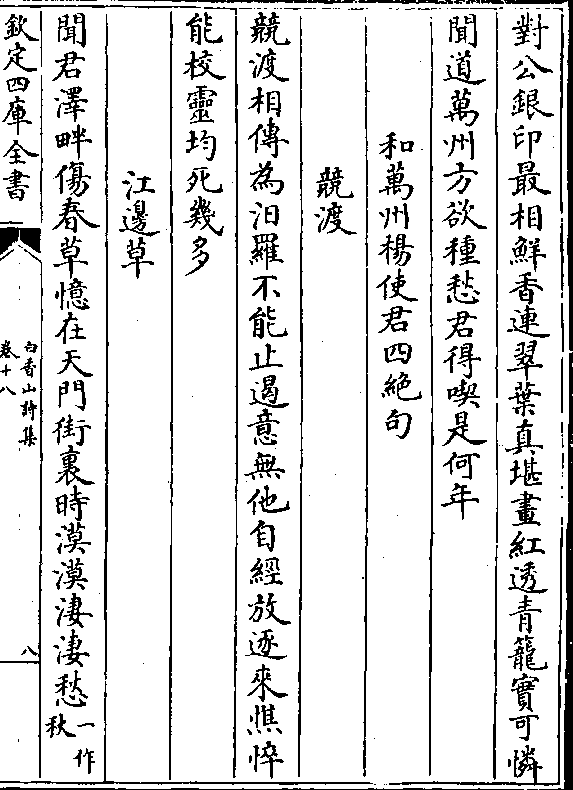 對公銀印最相鮮香連翠葉真堪畫紅透青籠實可憐
聞道萬州方欲種愁君得喫是何年
和萬州楊使君四絶句
競渡
競渡相傳為汨羅不能止遏意無他自經放逐來憔悴
能校靈均死幾多
江邊草
聞君澤畔傷春草憶在天門街裏時漠漠淒淒愁一作秋
欽定四庫全書
白香山詩集
卷十八
八